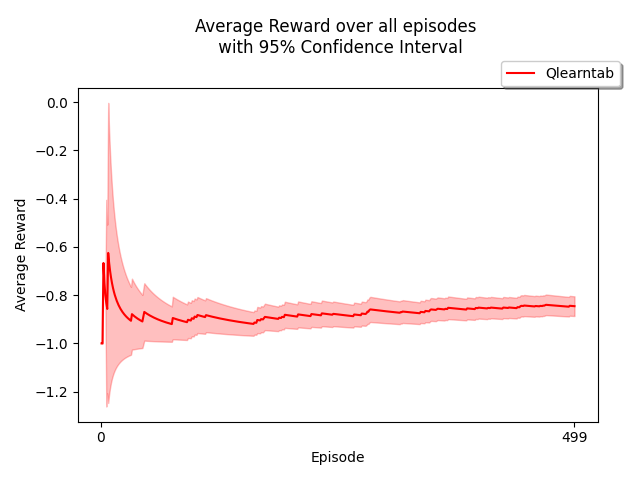 Average Reward over all episodes
with 95% Confidence Interval
Qlearntab
0.0
−0.2
−0.4
−0.6
−0.8
−1.0
−1.2
Average Reward
0
499
Episode